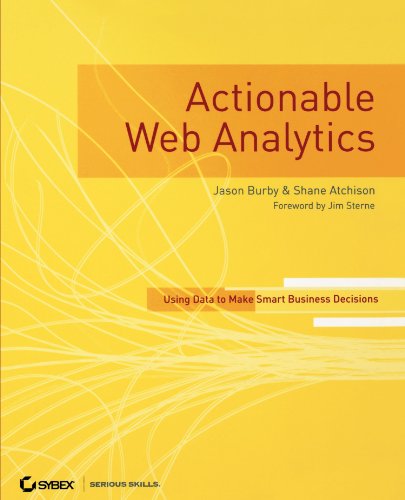 Actionable
Web Analytics
Jason Burby & Shane Atchison
Foreword by Jim Sterne
Using Data to Make Smart Business Decisions
SYBEX® SERIOUS SKILLS.